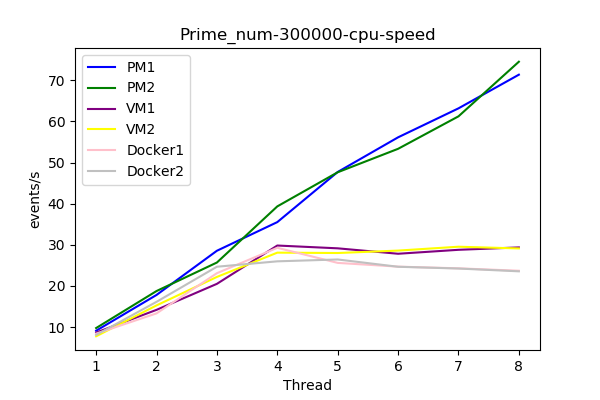 Prime_num-300000-cpu-speed
PM1
PM2
VM1
VM2
Docker1
Docker2
events/s
70
60
50
40
30
20
10
1 2 3 4 5 6 7 8
Thread